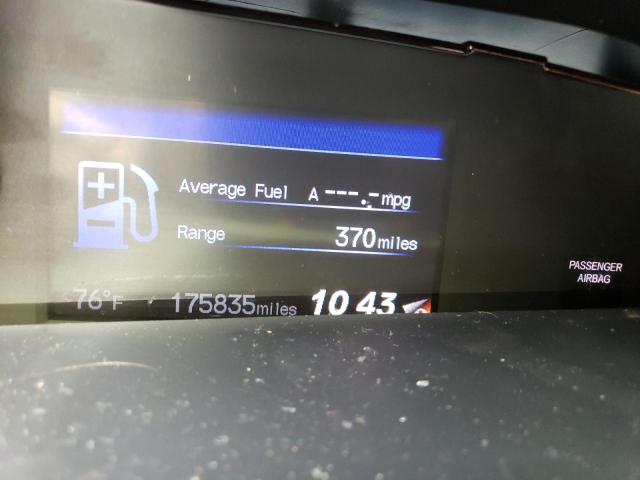 Average Fuel A ---.- mpg
Range 370 miles
PASSENGER
AIRBAG
76°F 175835 miles 10 43